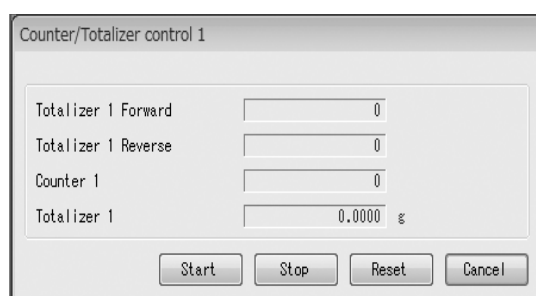 Counter/Totalizer control 1
Totalizer 1 Forward 0
Totalizer 1 Reverse 0
Counter 1 0
Totalizer 1 0.0000 g
Start Stop Reset Cancel